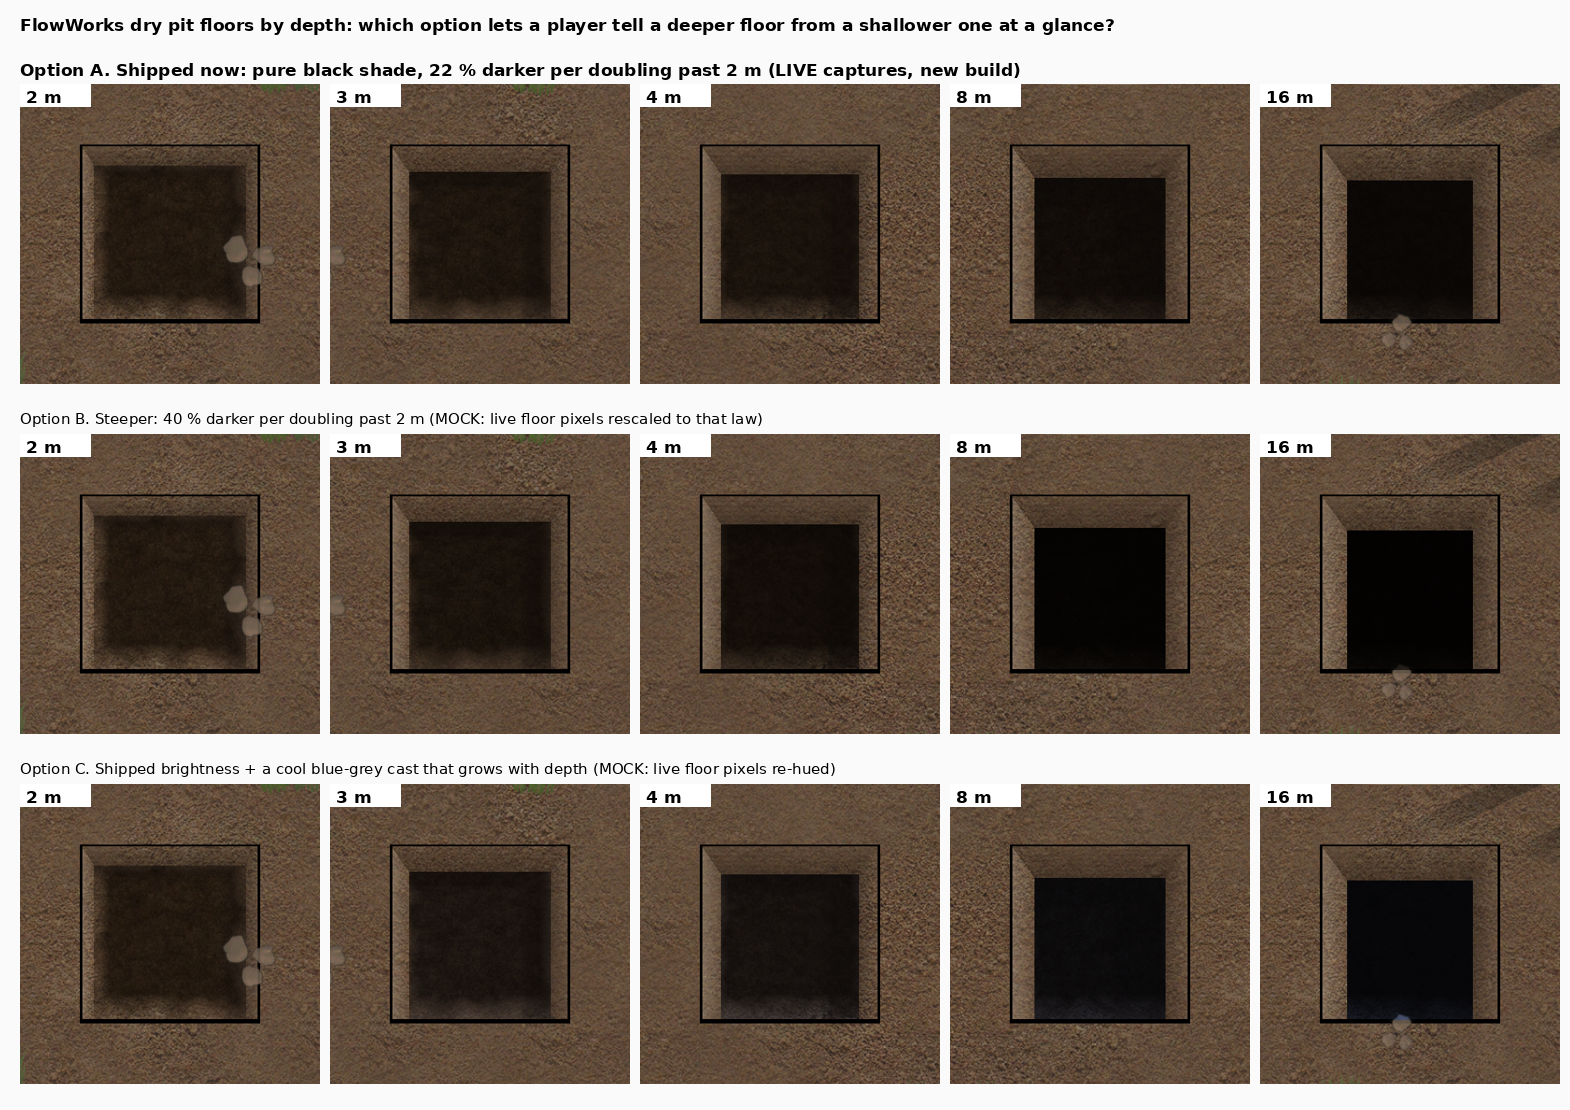 FlowWorks dry pit floors by depth: which option lets a player tell a deeper floor from a shallower one at a glance?
Option A. Shipped now: pure black shade, 22 % darker per doubling past 2 m (LIVE captures, new build)
2 m
3 m
4 m
8 m
16 m
Option B. Steeper: 40 % darker per doubling past 2 m (MOCK: live floor pixels rescaled to that law)
2 m
3 m
4 m
8 m
16 m
Option C. Shipped brightness + a cool blue-grey cast that grows with depth (MOCK: live floor pixels re-hued)
2 m
3 m
4 m
8 m
16 m